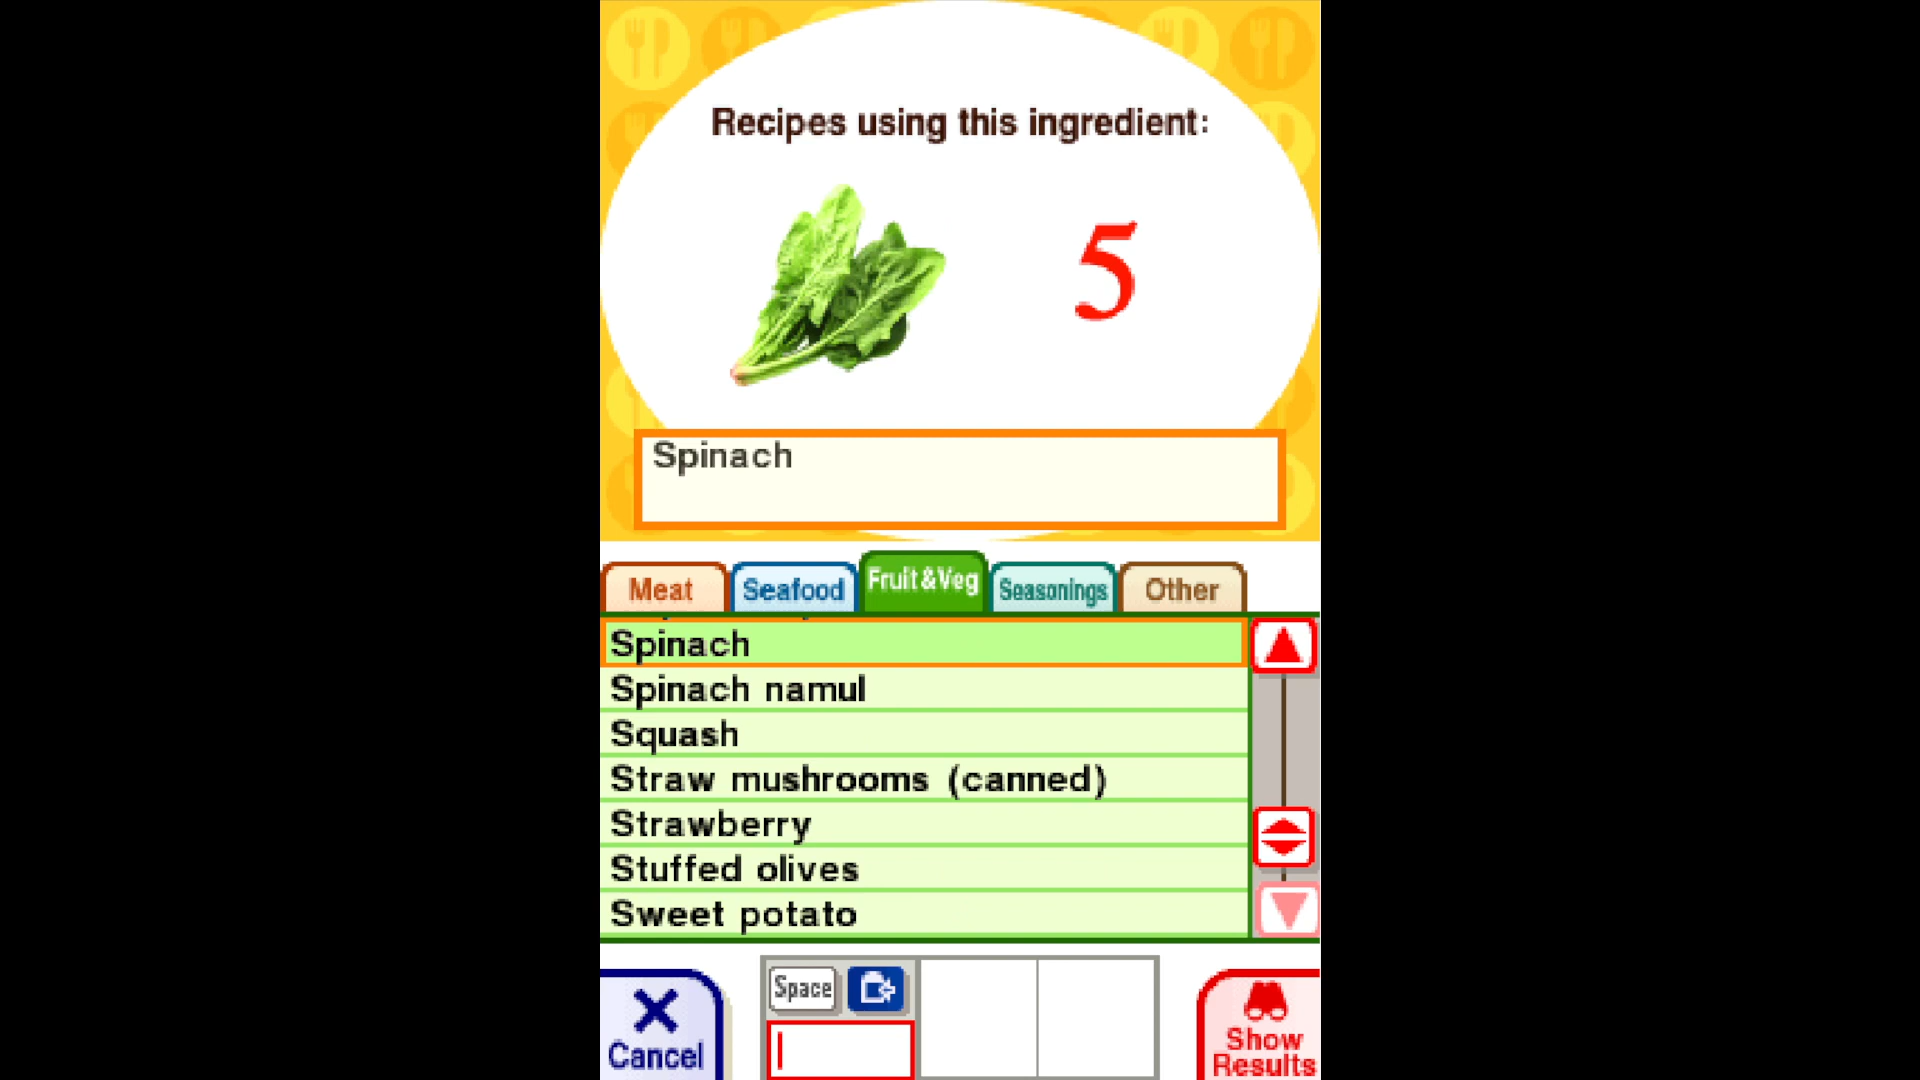 Recipes using this ingredient:
5
Spinach
Meat
Seafood
Fruit&Veg
Seasonings
Other
Spinach
Spinach namul
Squash
Straw mushrooms (canned)
Strawberry
Stuffed olives
Sweet potato
Cancel
Space
Show
Results